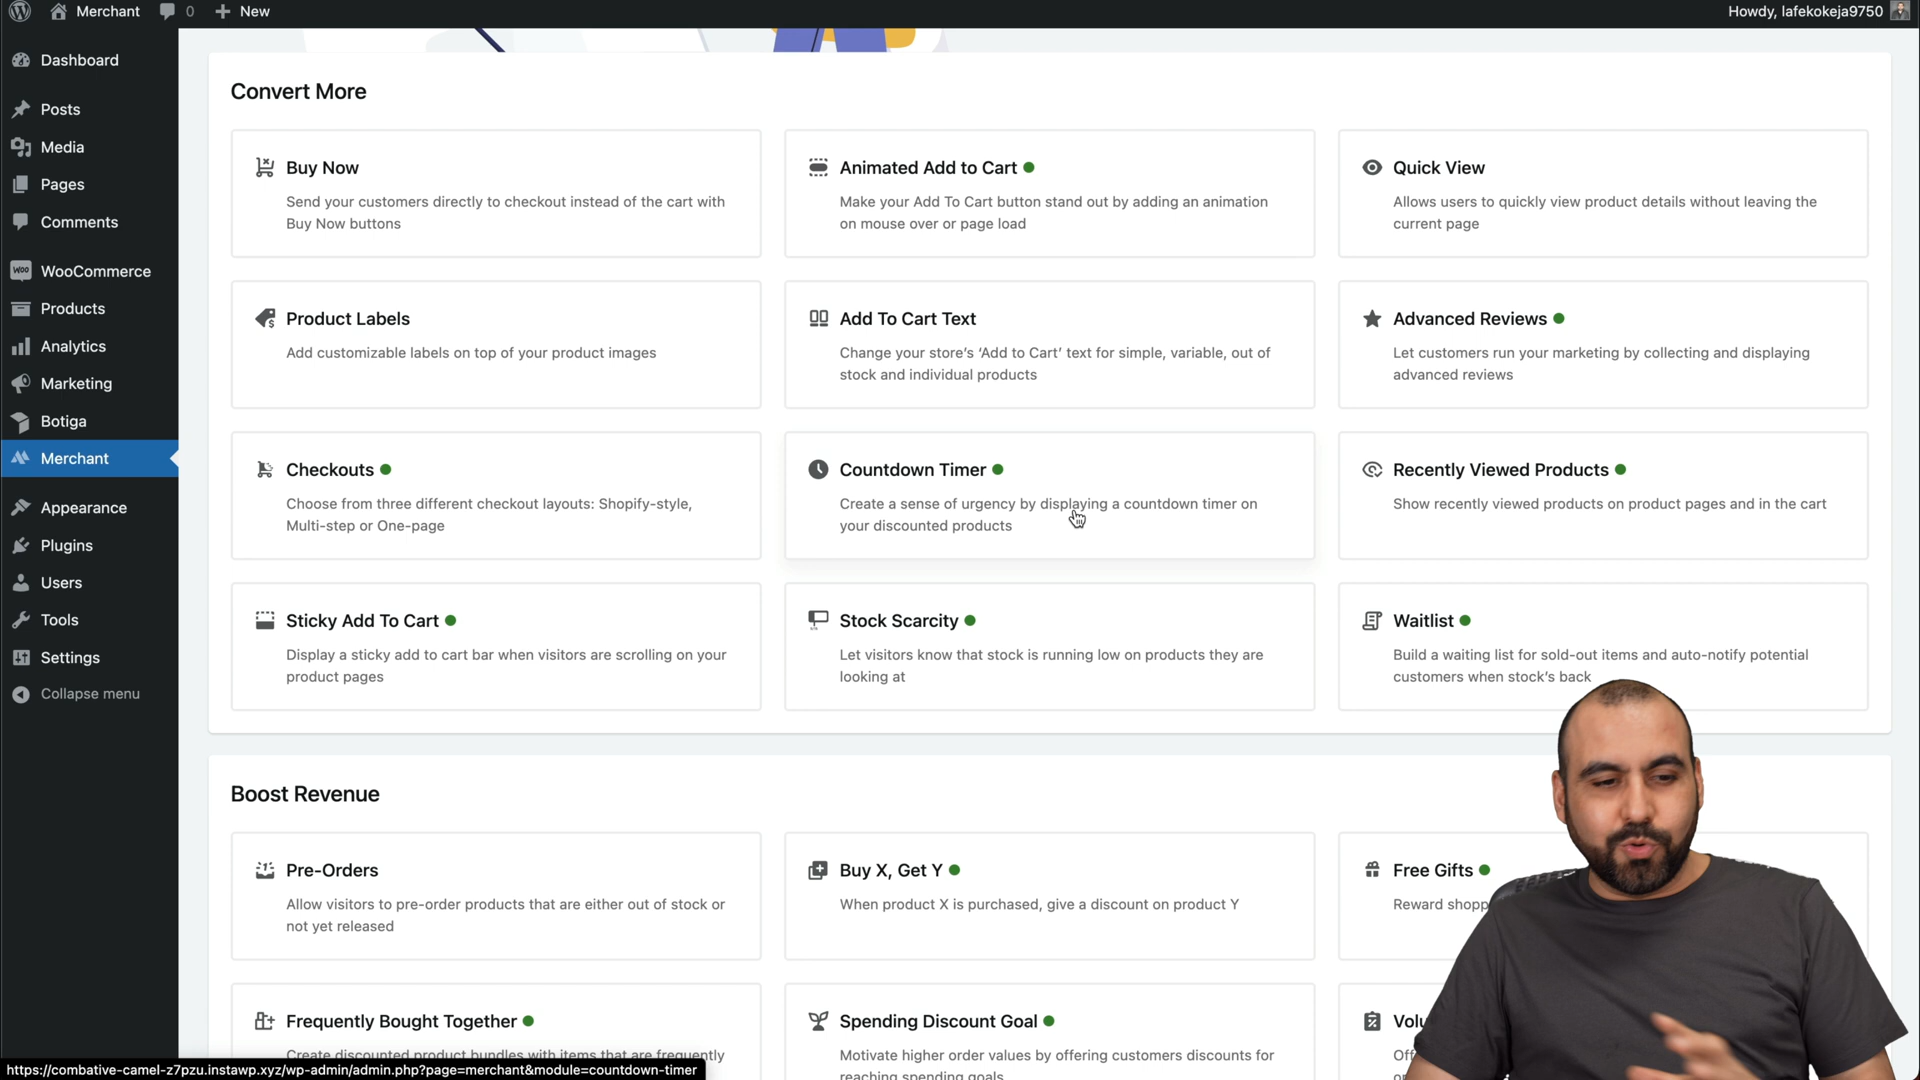 Merchant
0
New
Howdy, lafekokeja9750
Dashboard
Posts
Media
Pages
Comments
WOO
WooCommerce
Products
Analytics
Marketing
Botiga
Merchant
Appearance
Plugins
Users
Tools
Settings
Collapse menu
Convert More
Buy Now
Send your customers directly to checkout instead of the cart with
Buy Now buttons
Animated Add to Cart
Make your Add To Cart button stand out by adding an animation
on mouse over or page load
Quick View
Allows users to quickly view product details without leaving the
current page
Product Labels
Add customizable labels on top of your product images
Add To Cart Text
Change your store’s ‘Add to Cart’ text for simple, variable, out of
stock and individual products
Advanced Reviews
Let customers run your marketing by collecting and displaying
advanced reviews
Checkouts
Choose from three different checkout layouts: Shopify-style,
Multi-step or One-page
Countdown Timer
Create a sense of urgency by displaying a countdown timer on
your discounted products
Recently Viewed Products
Show recently viewed products on product pages and in the cart
Sticky Add To Cart
Display a sticky add to cart bar when visitors are scrolling on your
product pages
Stock Scarcity
Let visitors know that stock is running low on products they are
looking at
Waitlist
Build a waiting list for sold-out items and auto-notify potential
customers when stock’s back
Boost Revenue
Pre-Orders
Allow visitors to pre-order products that are either out of stock or
not yet released
Buy X, Get Y
When product X is purchased, give a discount on product Y
Free Gifts
Reward shopp
Frequently Bought Together
Create discounted product bundles with items that are frequently
Spending Discount Goal
Motivate higher order values by offering customers discounts for
reaching spending goals
https://combative-camel-z7pzu.instawp.xyz/wp-admin/admin.php?page=merchant&module=countdown-timer